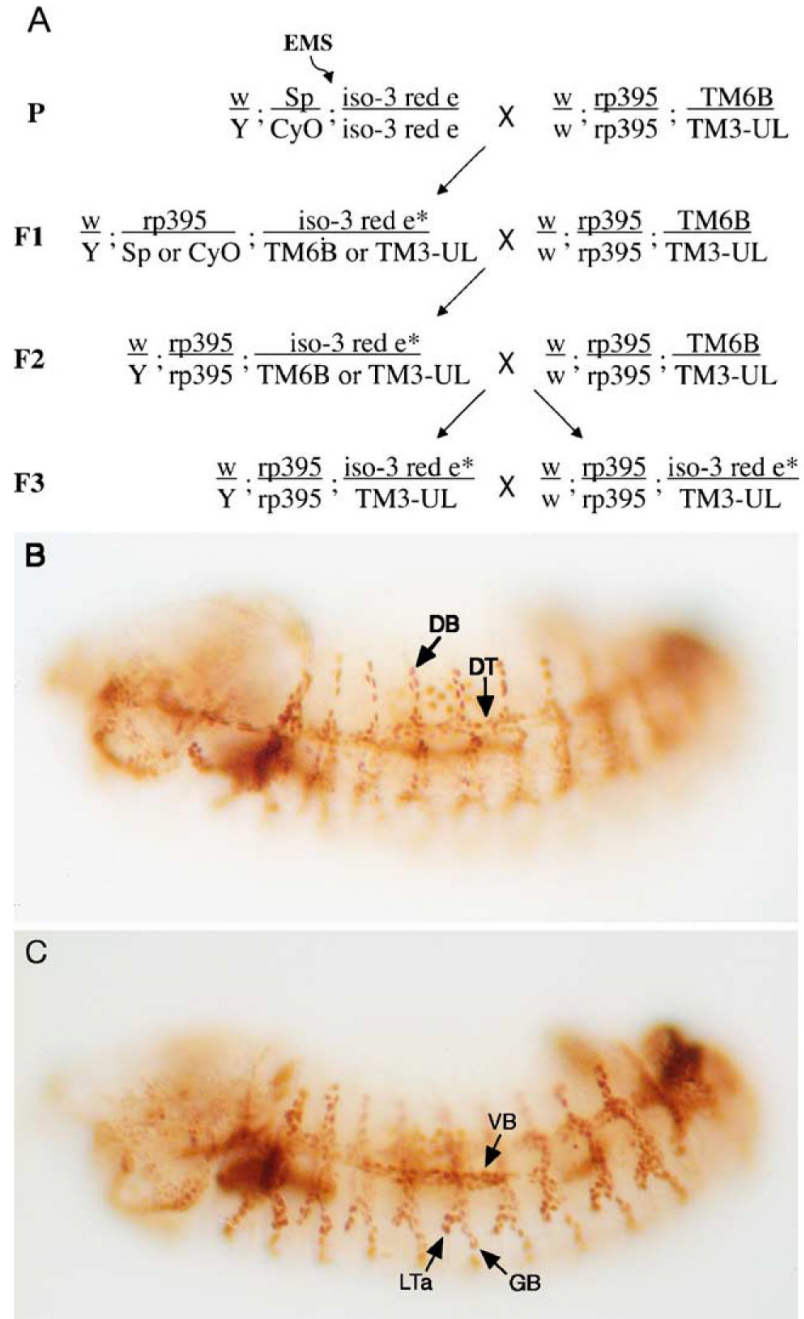 A
EMS
P w/Y ; Sp/CyO ; iso-3 red e/iso-3 red e X w/w ; rp395/rp395 ; TM6B/TM3-UL
F1 w/Y ; rp395/Sp or CyO ; iso-3 red e*/TM6B or TM3-UL X w/w ; rp395/rp395 ; TM6B/TM3-UL
F2 w/Y ; rp395/rp395 ; iso-3 red e*/TM6B or TM3-UL X w/w ; rp395/rp395 ; TM6B/TM3-UL
F3 w/Y ; rp395/rp395 ; iso-3 red e*/TM3-UL X w/w ; rp395/rp395 ; iso-3 red e*/TM3-UL
B
DB
DT
C
VB
LTa
GB